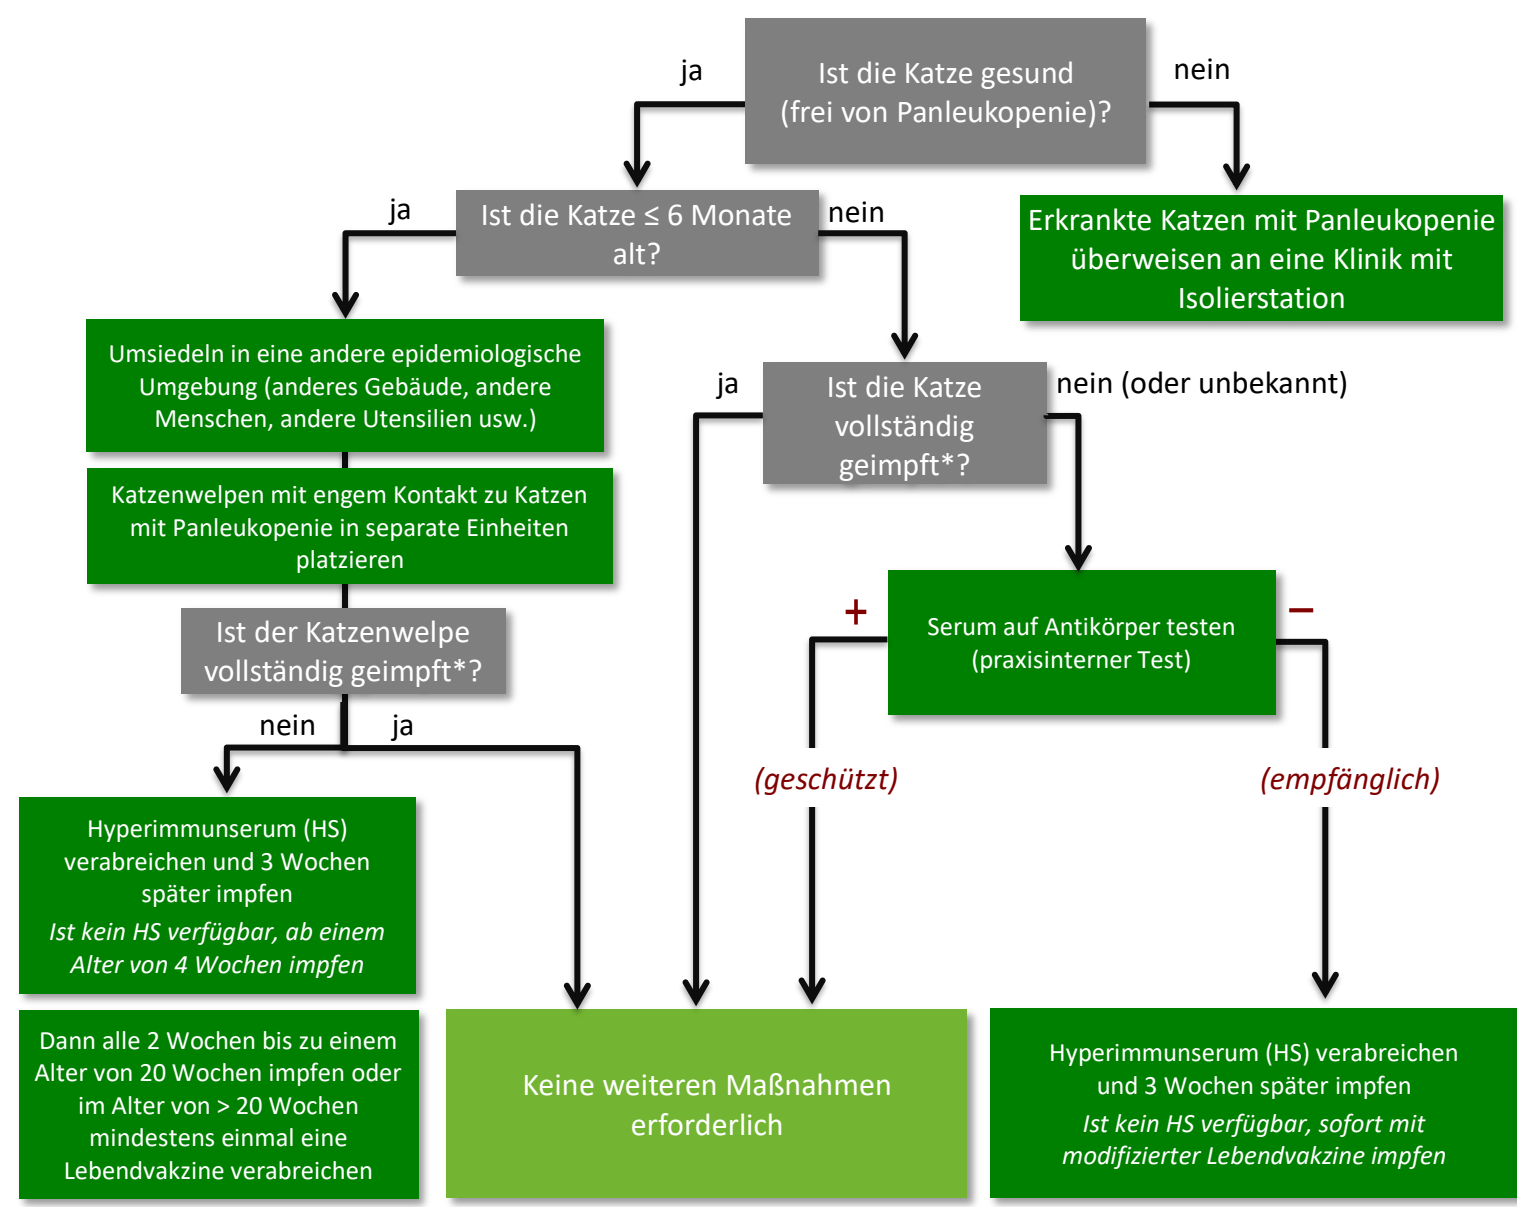 Ist die Katze gesund
(frei von Panleukopenie)?
ja
nein
Ist die Katze ≤ 6 Monate
alt?
ja
nein
Erkrankte Katzen mit Panleukopenie
überweisen an eine Klinik mit
Isolierstation
Umsiedeln in eine andere epidemiologische
Umgebung (anderes Gebäude, andere
Menschen, andere Utensilien usw.)
Ist die Katze
vollständig
geimpft*?
ja
nein (oder unbekannt)
Katzenwelpen mit engem Kontakt zu Katzen
mit Panleukopenie in separate Einheiten
platzieren
Serum auf Antikörper testen
(praxisinterner Test)
+
−
Ist der Katzenwelpe
vollständig geimpft*?
nein
ja
(geschützt)
(empfänglich)
Hyperimmunserum (HS)
verabreichen und 3 Wochen
später impfen
Ist kein HS verfügbar, ab einem
Alter von 4 Wochen impfen
Dann alle 2 Wochen bis zu einem
Alter von 20 Wochen impfen oder
im Alter von > 20 Wochen
mindestens einmal eine
Lebendvakzine verabreichen
Keine weiteren Maßnahmen
erforderlich
Hyperimmunserum (HS) verabreichen
und 3 Wochen später impfen
Ist kein HS verfügbar, sofort mit
modifizierter Lebendvakzine impfen